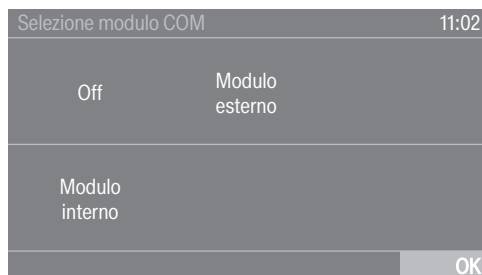 Selezione modulo COM 11:02
Off
Modulo
esterno
Modulo
interno
OK